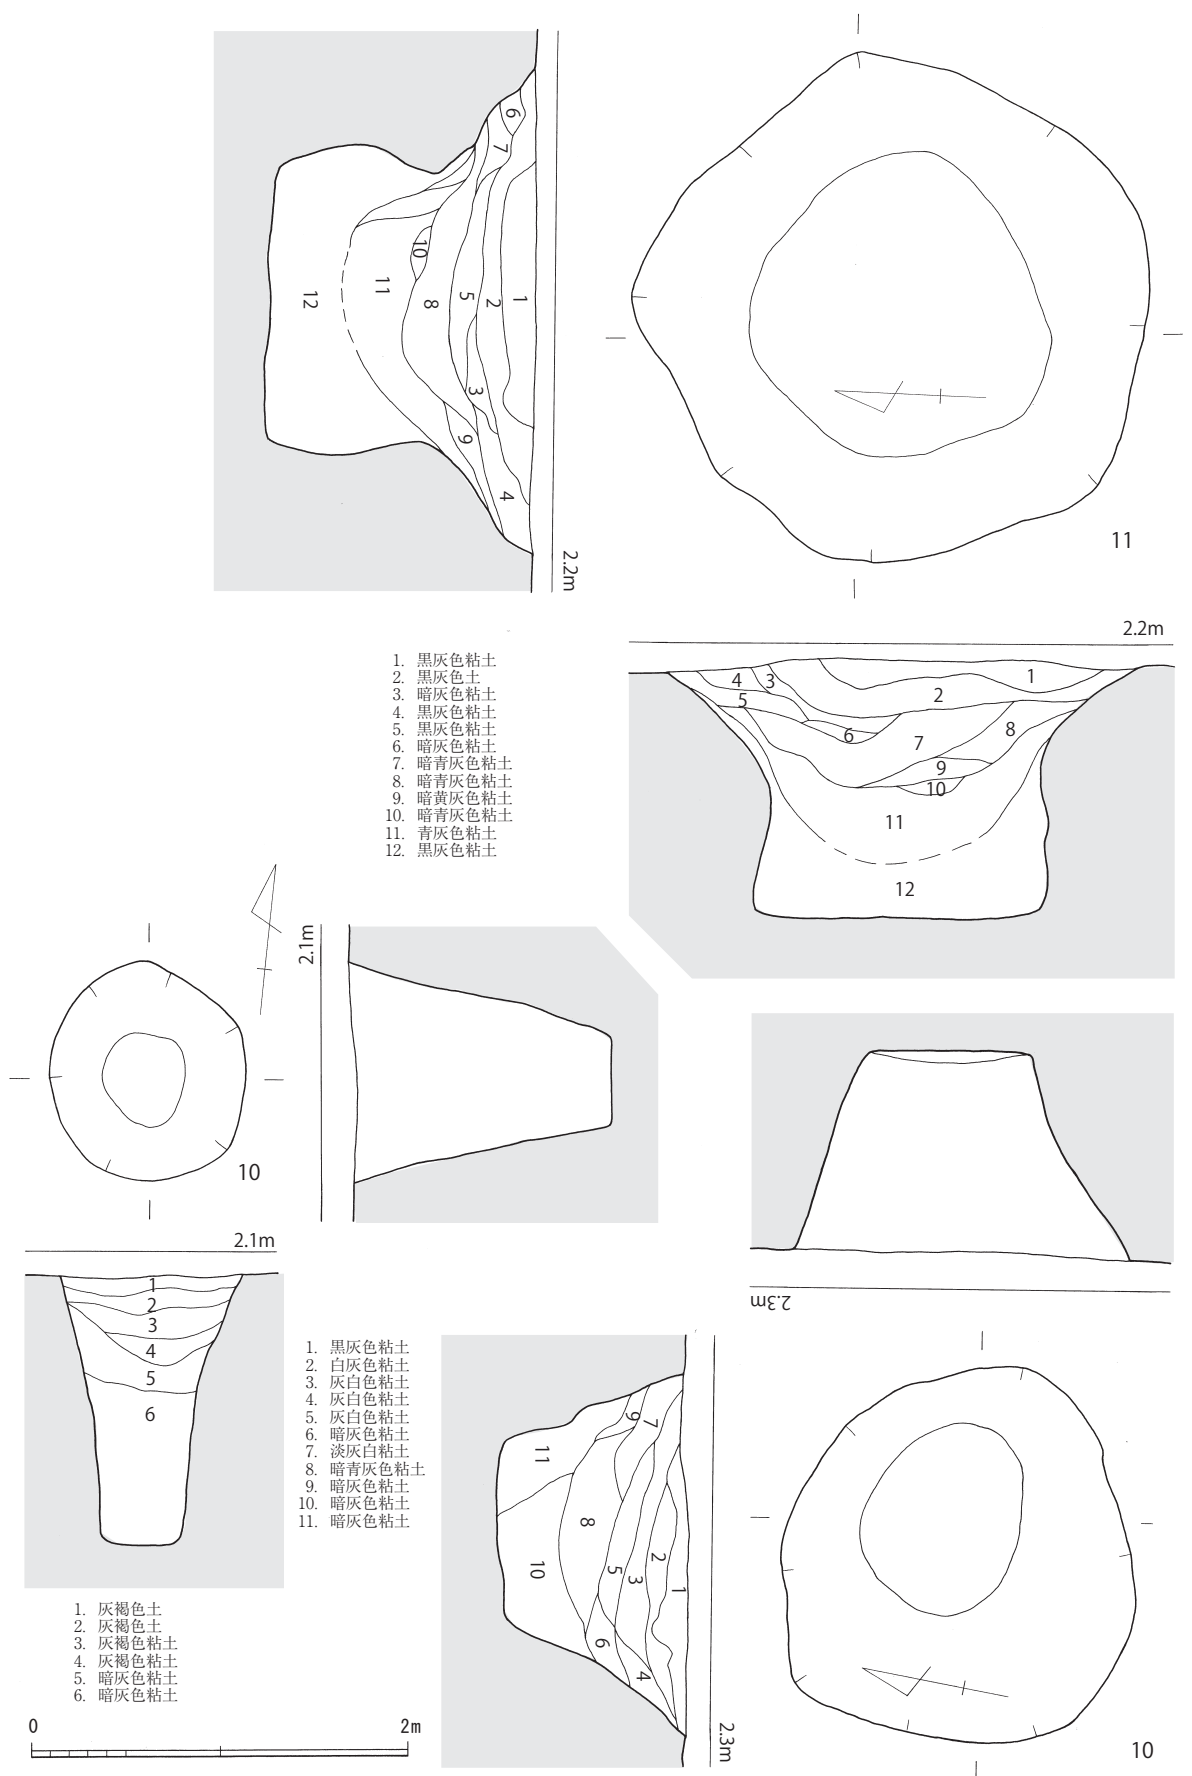 6
7
10
11
12
8
5
2
1
3
9
4
2.2m
11
2.2m
1. 黒灰色粘土
2. 黒灰色土
3. 暗灰色粘土
4. 黒灰色粘土
5. 黒灰色粘土
6. 暗灰色粘土
7. 暗青灰色粘土
8. 暗青灰色粘土
9. 暗黄灰色粘土
10. 暗青灰色粘土
11. 青灰色粘土
12. 黒灰色粘土
4 3 1
5 2
6 7 8
9
10
11
12
2.1m
10
2.1m
1
2
3
4
5
6
2.3m
1. 黒灰色粘土
2. 白灰色粘土
3. 灰白色粘土
4. 灰白色粘土
5. 灰白色粘土
6. 暗灰色粘土
7. 淡灰白粘土
8. 暗青灰色粘土
9. 暗灰色粘土
10. 暗灰色粘土
11. 暗灰色粘土
9 7
11
8
10 5 3 2 1
6
4
2.3m
10
1. 灰褐色土
2. 灰褐色土
3. 灰褐色粘土
4. 灰褐色粘土
5. 暗灰色粘土
6. 暗灰色粘土
0 2m